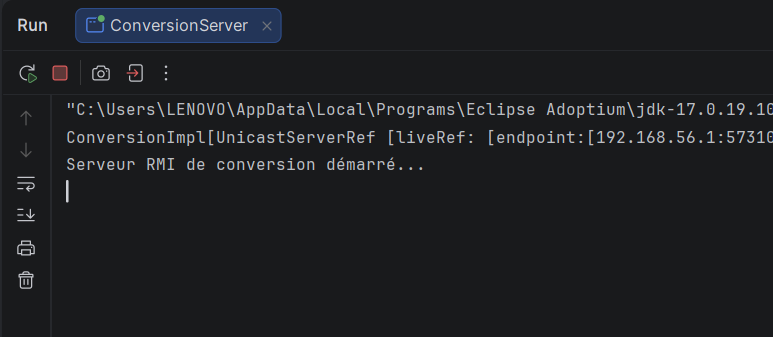 Run
ConversionServer
"C:\Users\LENOVO\AppData\Local\Programs\Eclipse Adoptium\jdk-17.0.19.10
ConversionImpl[UnicastServerRef [liveRef: [endpoint:[192.168.56.1:57310
Serveur RMI de conversion démarré...